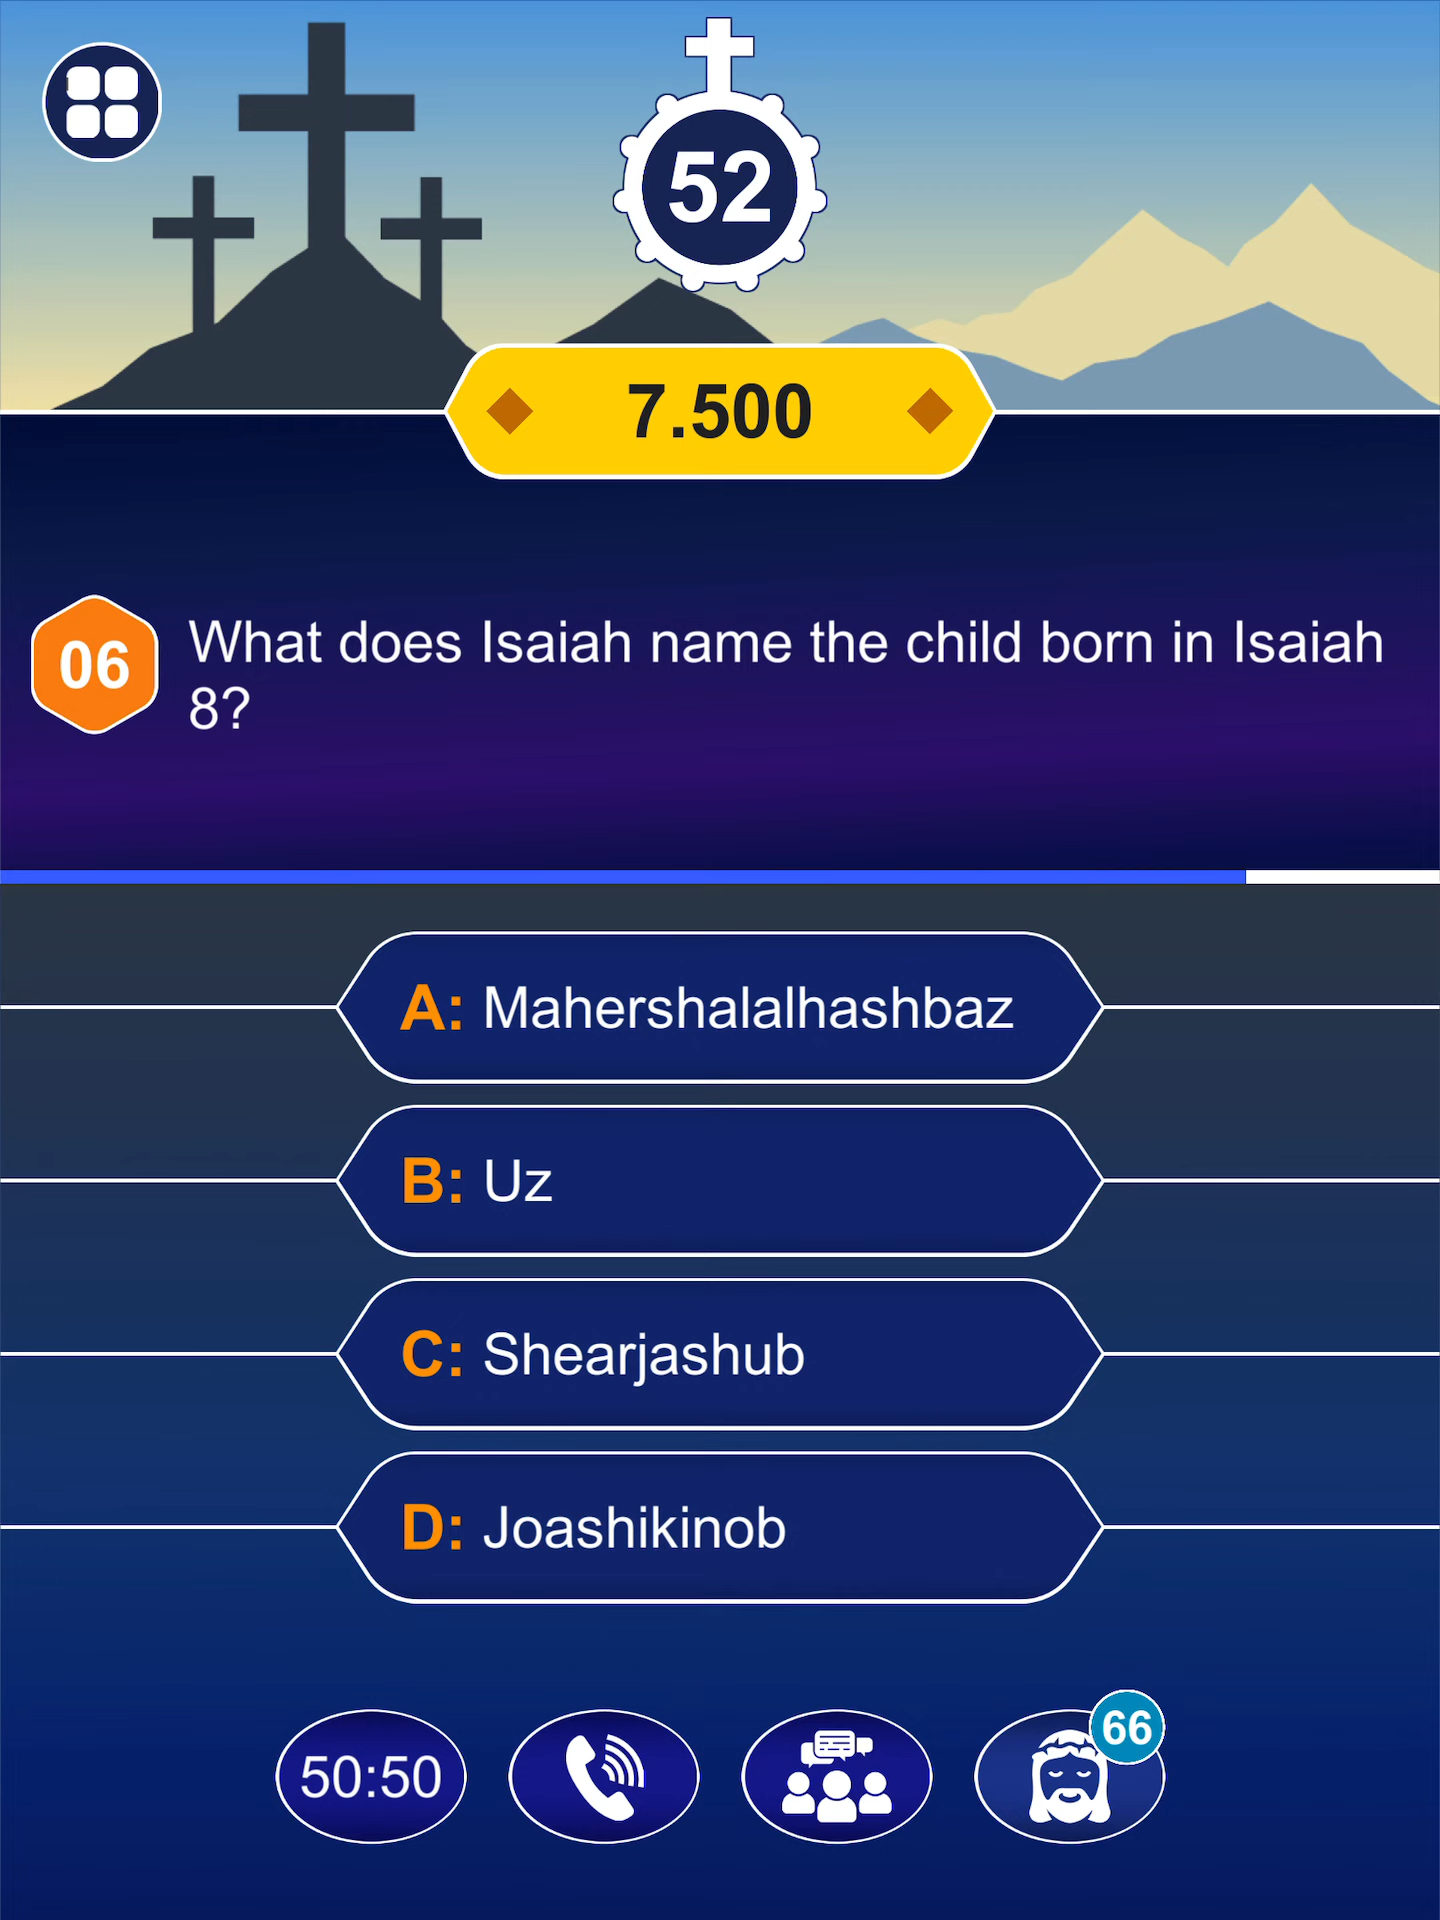 52
7.500
06
What does Isaiah name the child born in Isaiah
8?
A: Mahershalalhashbaz
B: Uz
C: Shearjashub
D: Joashikinob
66
50:50